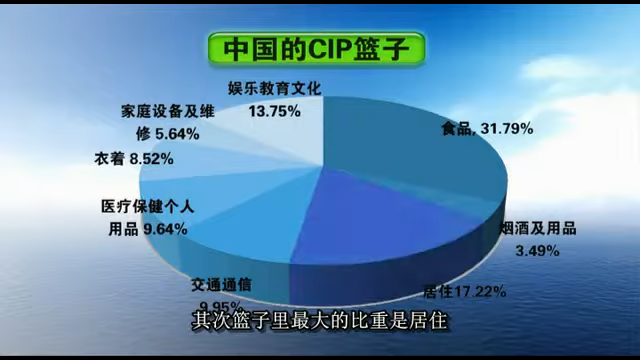 中国的CIP篮子
娱乐教育文化
13.75%
家庭设备及维
修 5.64%
食品, 31.79%
衣着 8.52%
医疗保健个人
用品 9.64%
烟酒及用品
3.49%
交通通信
9.95%
居住17.22%
其次篮子里最大的比重是居住